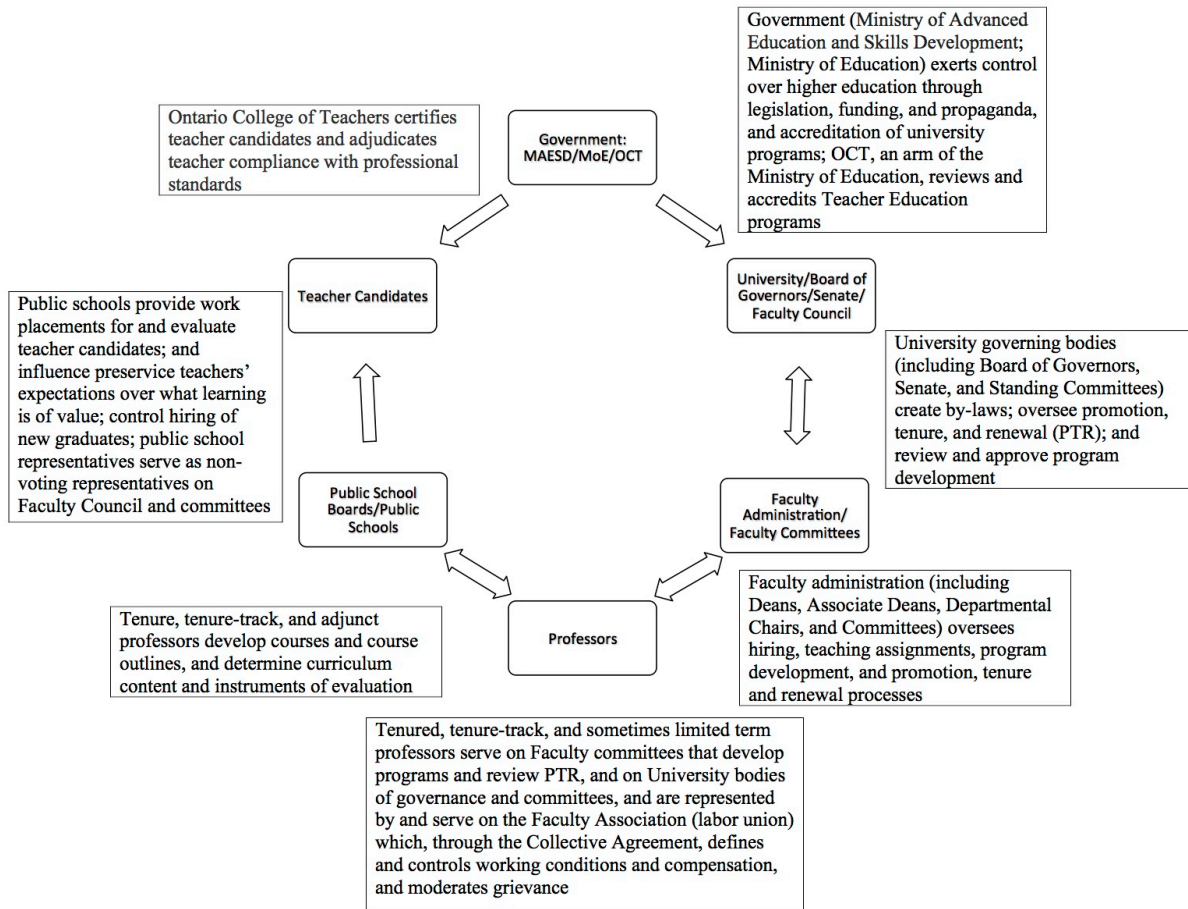 Government (Ministry of Advanced
Education and Skills Development;
Ministry of Education) exerts control
over higher education through
legislation, funding, and propaganda,
and accreditation of university
programs; OCT, an arm of the
Ministry of Education, reviews and
accredits Teacher Education
programs
Ontario College of Teachers certifies
teacher candidates and adjudicates
teacher compliance with professional
standards
Government:
MAESD/MoE/OCT
Teacher Candidates
University/Board of
Governors/Senate/
Faculty Council
Public schools provide work
placements for and evaluate
teacher candidates; and
influence preservice teachers’
expectations over what learning
is of value; control hiring of
new graduates; public school
representatives serve as non-
voting representatives on
Faculty Council and committees
University governing bodies
(including Board of Governors,
Senate, and Standing Committees)
create by-laws; oversee promotion,
tenure, and renewal (PTR); and
review and approve program
development
Public School
Boards/Public
Schools
Faculty
Administration/
Faculty Committees
Professors
Tenure, tenure-track, and adjunct
professors develop courses and course
outlines, and determine curriculum
content and instruments of evaluation
Faculty administration (including
Deans, Associate Deans, Departmental
Chairs, and Committees) oversees
hiring, teaching assignments, program
development, and promotion, tenure
and renewal processes
Tenured, tenure-track, and sometimes limited term
professors serve on Faculty committees that develop
programs and review PTR, and on University bodies
of governance and committees, and are represented
by and serve on the Faculty Association (labor union)
which, through the Collective Agreement, defines
and controls working conditions and compensation,
and moderates grievance